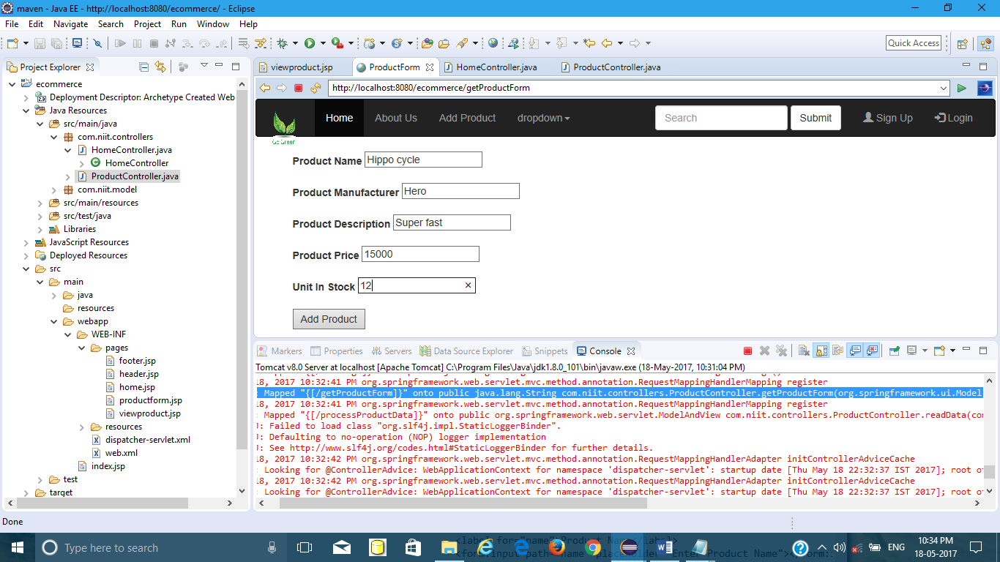 maven - Java EE - http://localhost:8080/ecommerce/ - Eclipse
File Edit Navigate Search Project Run Window Help
Quick Access
Project Explorer
ecommerce
Deployment Descriptor: Archetype Created Web
Java Resources
src/main/java
com.niit.controllers
HomeController.java
HomeController
ProductController.java
com.niit.model
src/main/resources
src/test/java
Libraries
JavaScript Resources
Deployed Resources
src
main
java
resources
webapp
WEB-INF
pages
footer.jsp
header.jsp
home.jsp
productform.jsp
viewproduct.jsp
resources
dispatcher-servlet.xml
web.xml
index.jsp
test
target
viewproduct.jsp ProductForm HomeController.java ProductController.java
http://localhost:8080/ecommerce/getProductForm
Go Green Home About Us Add Product dropdown Search Submit Sign Up Login
Product Name Hippo cycle
Product Manufacturer Hero
Product Description Super fast
Product Price 15000
Unit In Stock 12
Add Product
Markers Properties Servers Data Source Explorer Snippets Console
Tomcat v8.0 Server at localhost [Apache Tomcat] C:\Program Files\Java\jdk1.8.0_101\bin\javaw.exe (18-May-2017, 10:31:04 PM)
18, 2017 10:32:41 PM org.springframework.web.servlet.mvc.method.annotation.RequestMappingHandlerMapping register
: Mapped "{[/getProductForm]}" onto public java.lang.String com.niit.controllers.ProductController.getProductForm(org.springframework.ui.Model
18, 2017 10:32:41 PM org.springframework.web.servlet.mvc.method.annotation.RequestMappingHandlerMapping register
: Mapped "{[/processProductData]}" onto public org.springframework.web.servlet.ModelAndView com.niit.controllers.ProductController.readData(com
J: Failed to load class "org.slf4j.impl.StaticLoggerBinder".
J: Defaulting to no-operation (NOP) logger implementation
J: See http://www.slf4j.org/codes.html#StaticLoggerBinder for further details.
18, 2017 10:32:42 PM org.springframework.web.servlet.mvc.method.annotation.RequestMappingHandlerAdapter initControllerAdviceCache
: Looking for @ControllerAdvice: WebApplicationContext for namespace 'dispatcher-servlet': startup date [Thu May 18 22:32:37 IST 2017]; root of
18, 2017 10:32:42 PM org.springframework.web.servlet.mvc.method.annotation.RequestMappingHandlerAdapter initControllerAdviceCache
: Looking for @ControllerAdvice: WebApplicationContext for namespace 'dispatcher-servlet': startup date [Thu May 18 22:32:37 IST 2017]; root of
Done
Type here to search
ENG
10:34 PM
18-05-2017